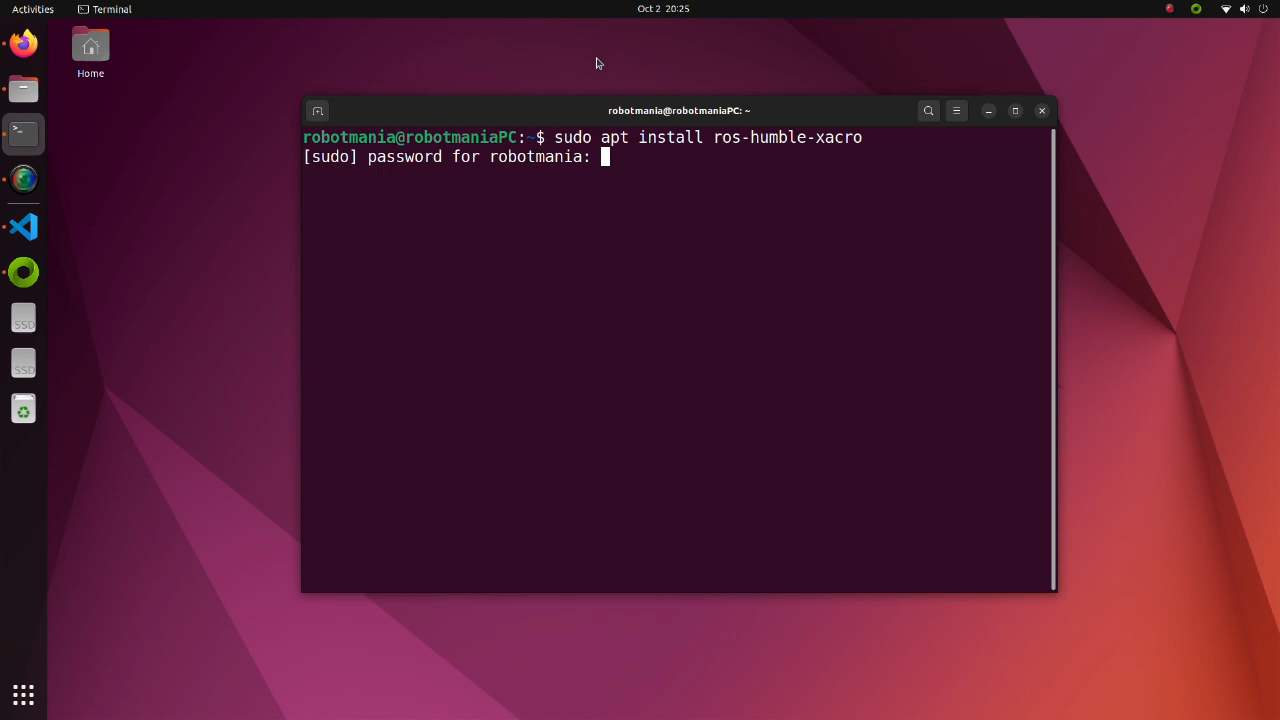 Activities
Terminal
Oct 2 20:25
Home
robotmania@robotmaniaPC: ~
robotmania@robotmaniaPC:~$ sudo apt install ros-humble-xacro
[sudo] password for robotmania:
SSD
SSD